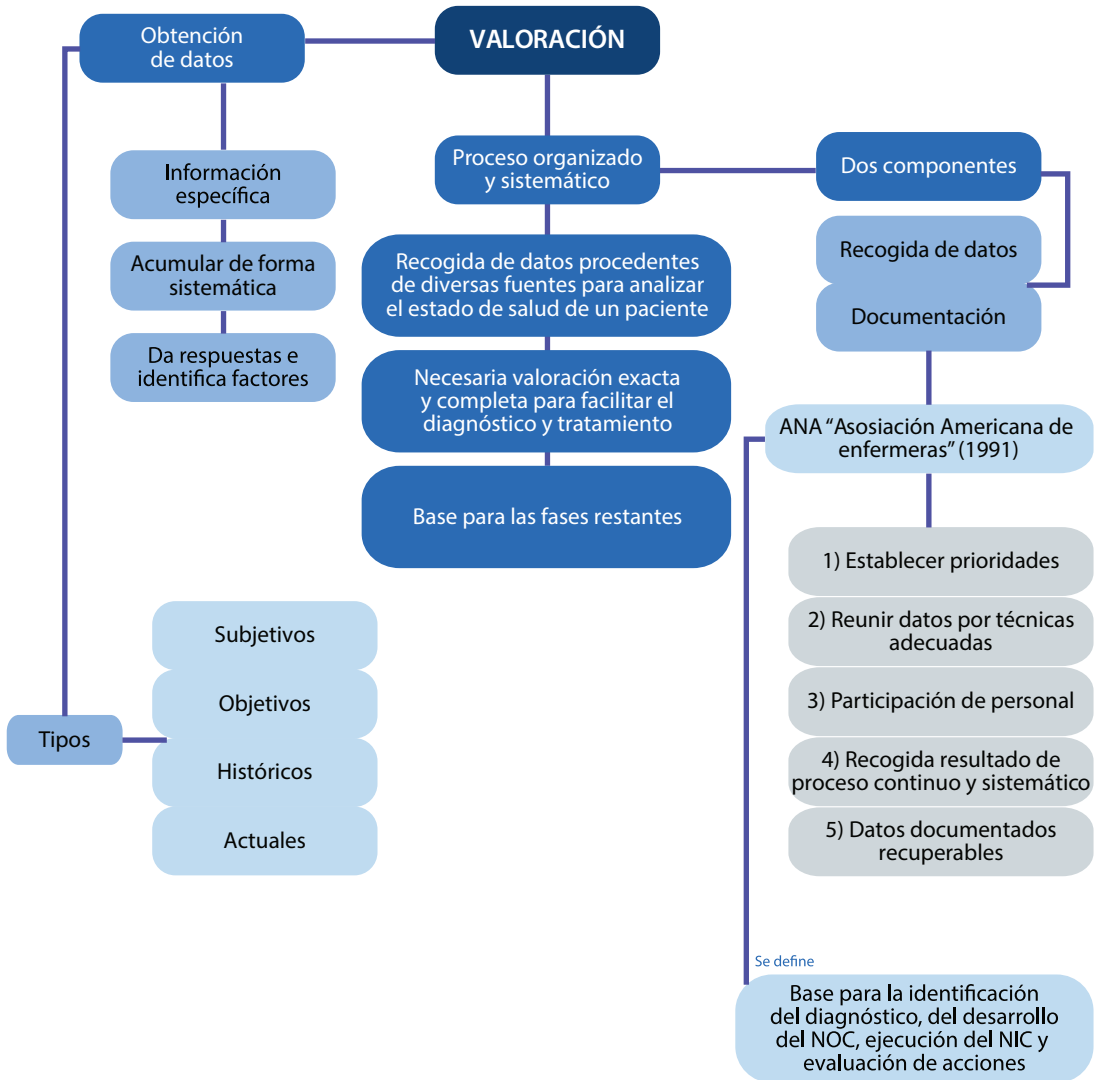 VALORACIÓN
Obtención
de datos
Información
específica
Acumular de forma
sistemática
Da respuestas e
identifica factores
Tipos
Subjetivos
Objetivos
Históricos
Actuales
Proceso organizado
y sistemático
Recogida de datos procedentes
de diversas fuentes para analizar
el estado de salud de un paciente
Necesaria valoración exacta
y completa para facilitar el
diagnóstico y tratamiento
Base para las fases restantes
Dos componentes
Recogida de datos
Documentación
ANA “Asosiación Americana de
enfermeras” (1991)
1) Establecer prioridades
2) Reunir datos por técnicas
adecuadas
3) Participación de personal
4) Recogida resultado de
proceso continuo y sistemático
5) Datos documentados
recuperables
Se define
Base para la identificación
del diagnóstico, del desarrollo
del NOC, ejecución del NIC y
evaluación de acciones